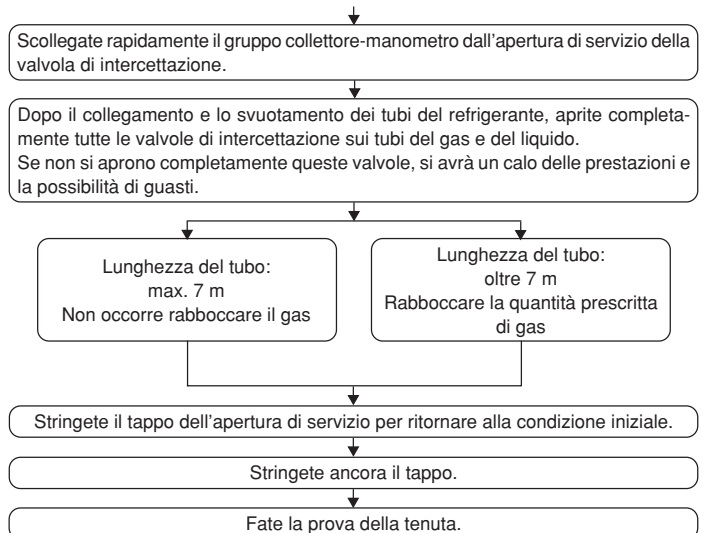 Scollegate rapidamente il gruppo collettore-manometro dall'apertura di servizio della
valvola di intercettazione.
Dopo il collegamento e lo svuotamento dei tubi del refrigerante, aprite completa-
mente tutte le valvole di intercettazione sui tubi del gas e del liquido.
Se non si aprono completamente queste valvole, si avrà un calo delle prestazioni e
la possibilità di guasti.
Lunghezza del tubo:
max. 7 m
Non occorre rabboccare il gas
Lunghezza del tubo:
oltre 7 m
Rabboccare la quantità prescritta
di gas
Stringete il tappo dell'apertura di servizio per ritornare alla condizione iniziale.
Stringete ancora il tappo.
Fate la prova della tenuta.